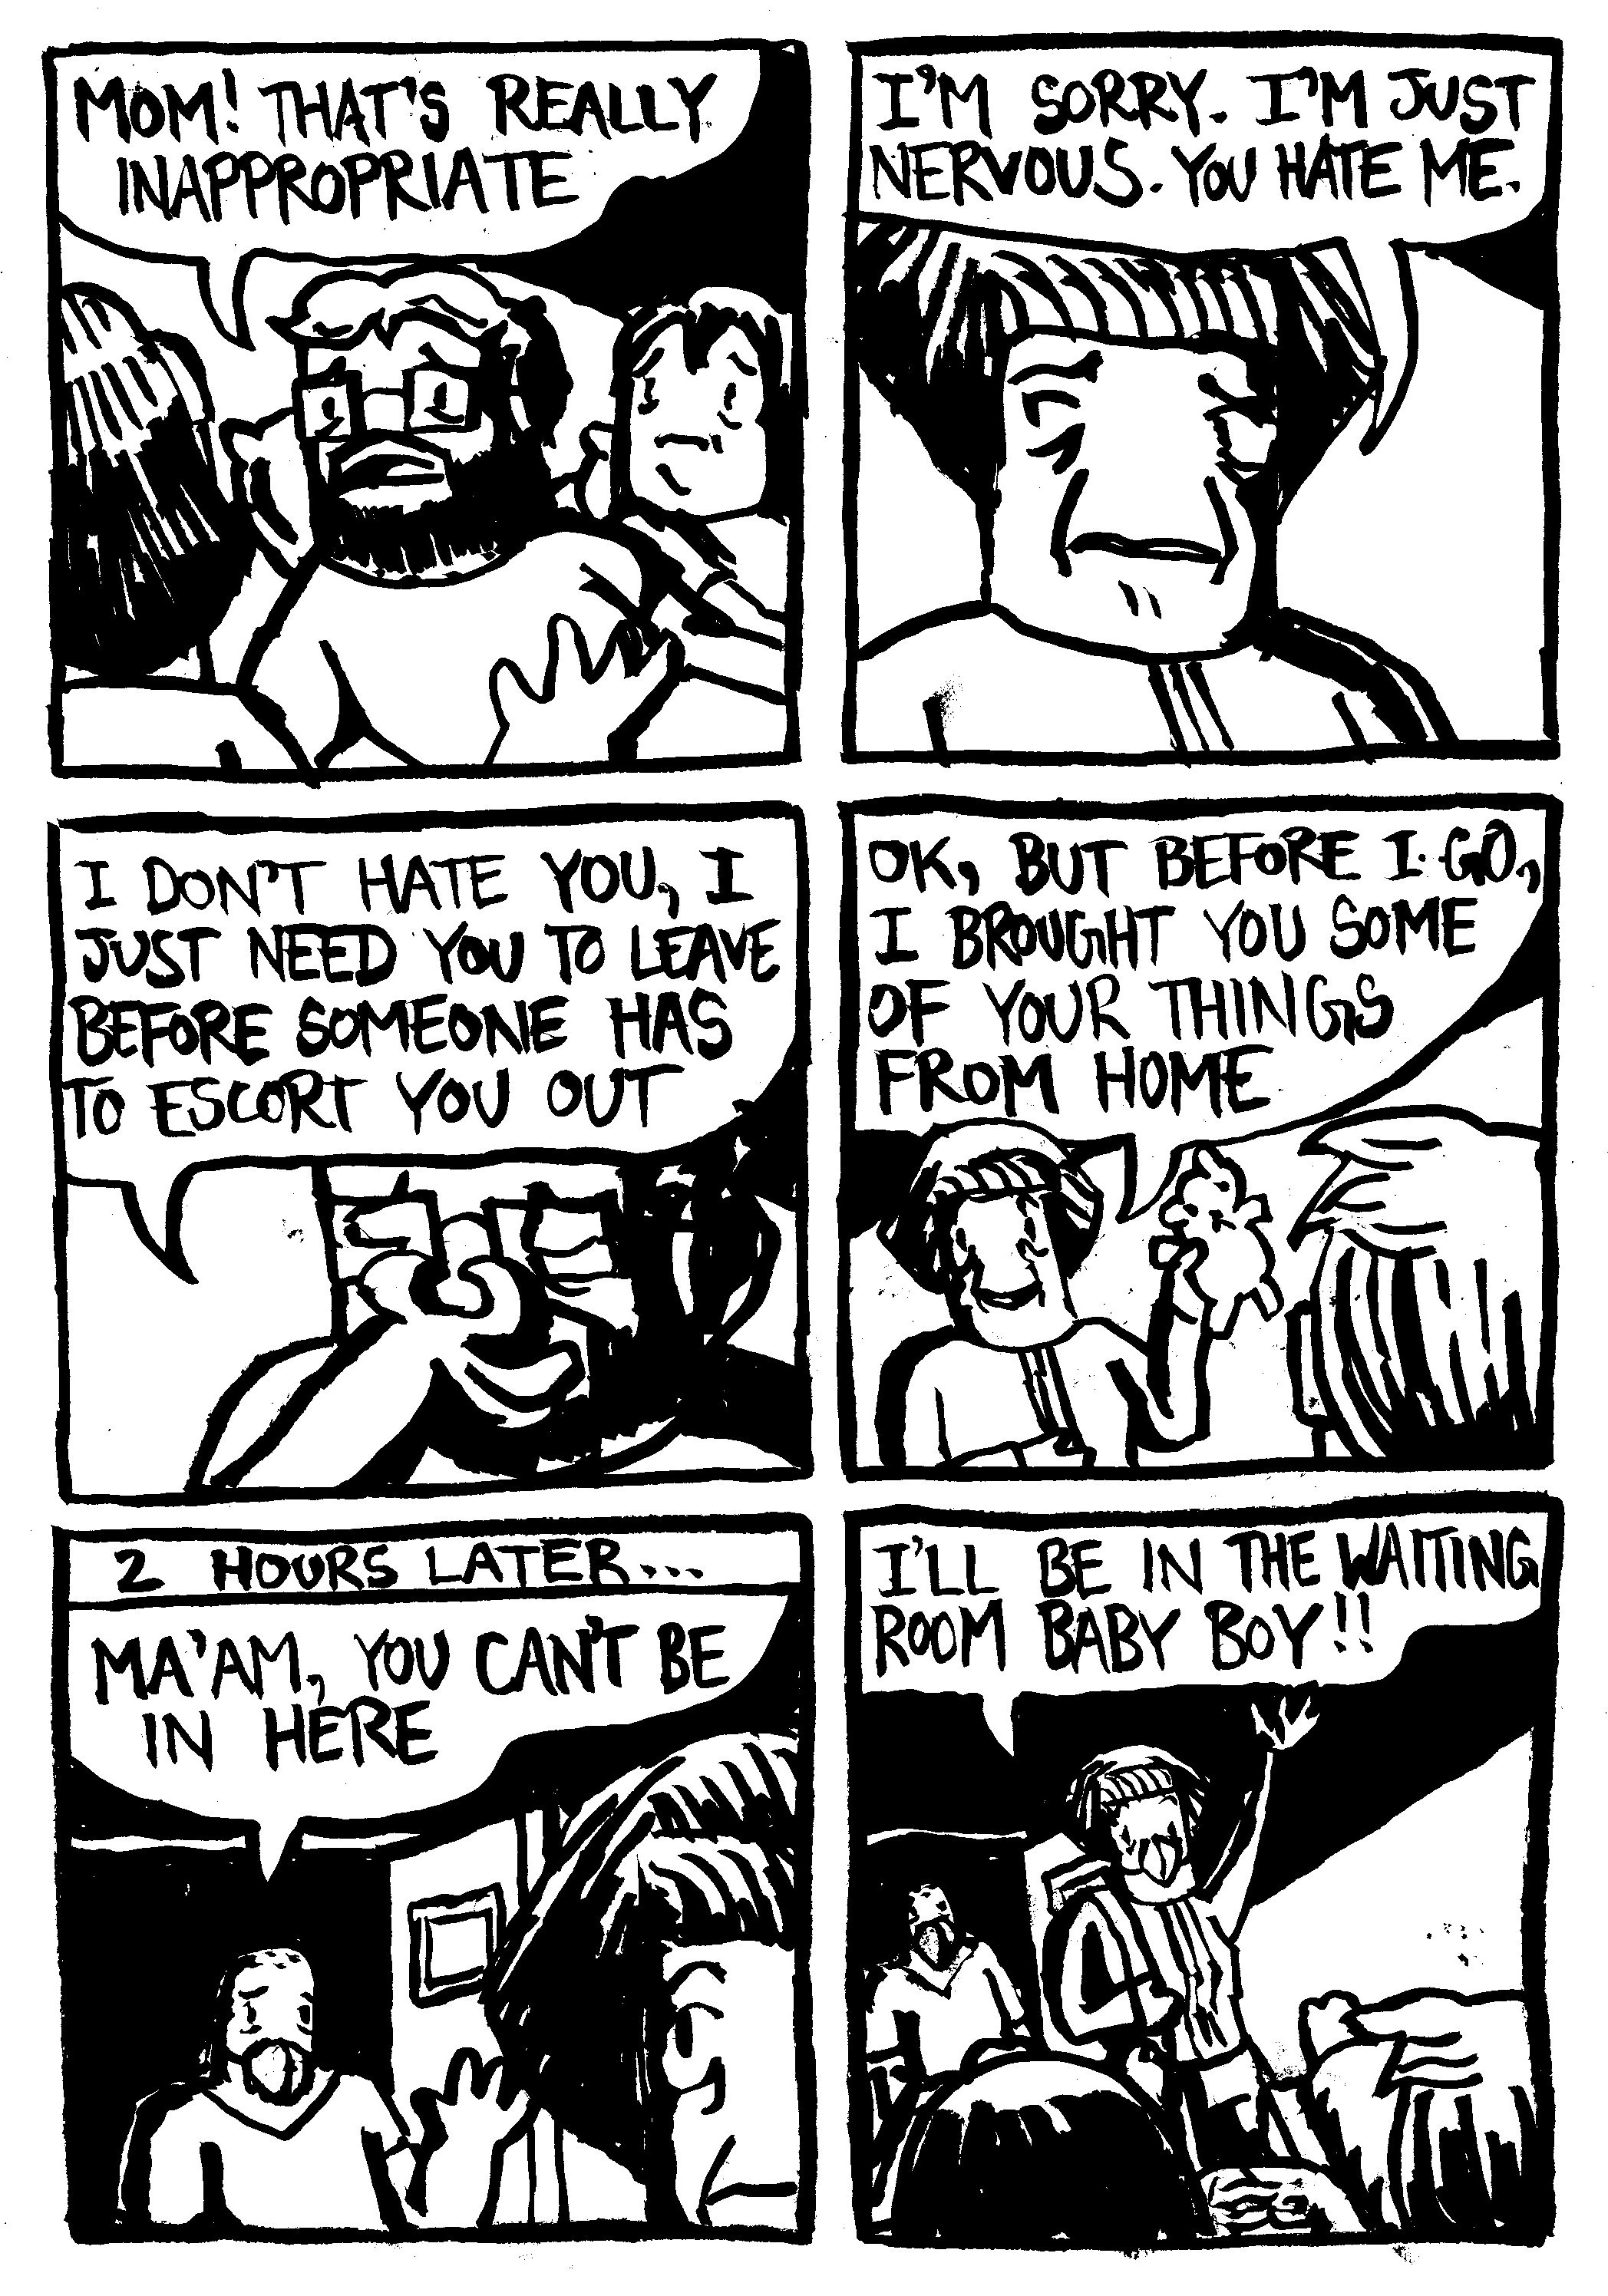 MOM! THAT'S REALLY
INAPPROPRIATE
I'M SORRY. I'M JUST
NERVOUS. YOU HATE ME.
I DON'T HATE YOU, I
JUST NEED YOU TO LEAVE
BEFORE SOMEONE HAS
TO ESCORT YOU OUT
OK, BUT BEFORE I GO,
I BROUGHT YOU SOME
OF YOUR THINGS
FROM HOME
2 HOURS LATER...
MA'AM, YOU CAN'T BE
IN HERE
I'LL BE IN THE WAITING
ROOM BABY BOY!!